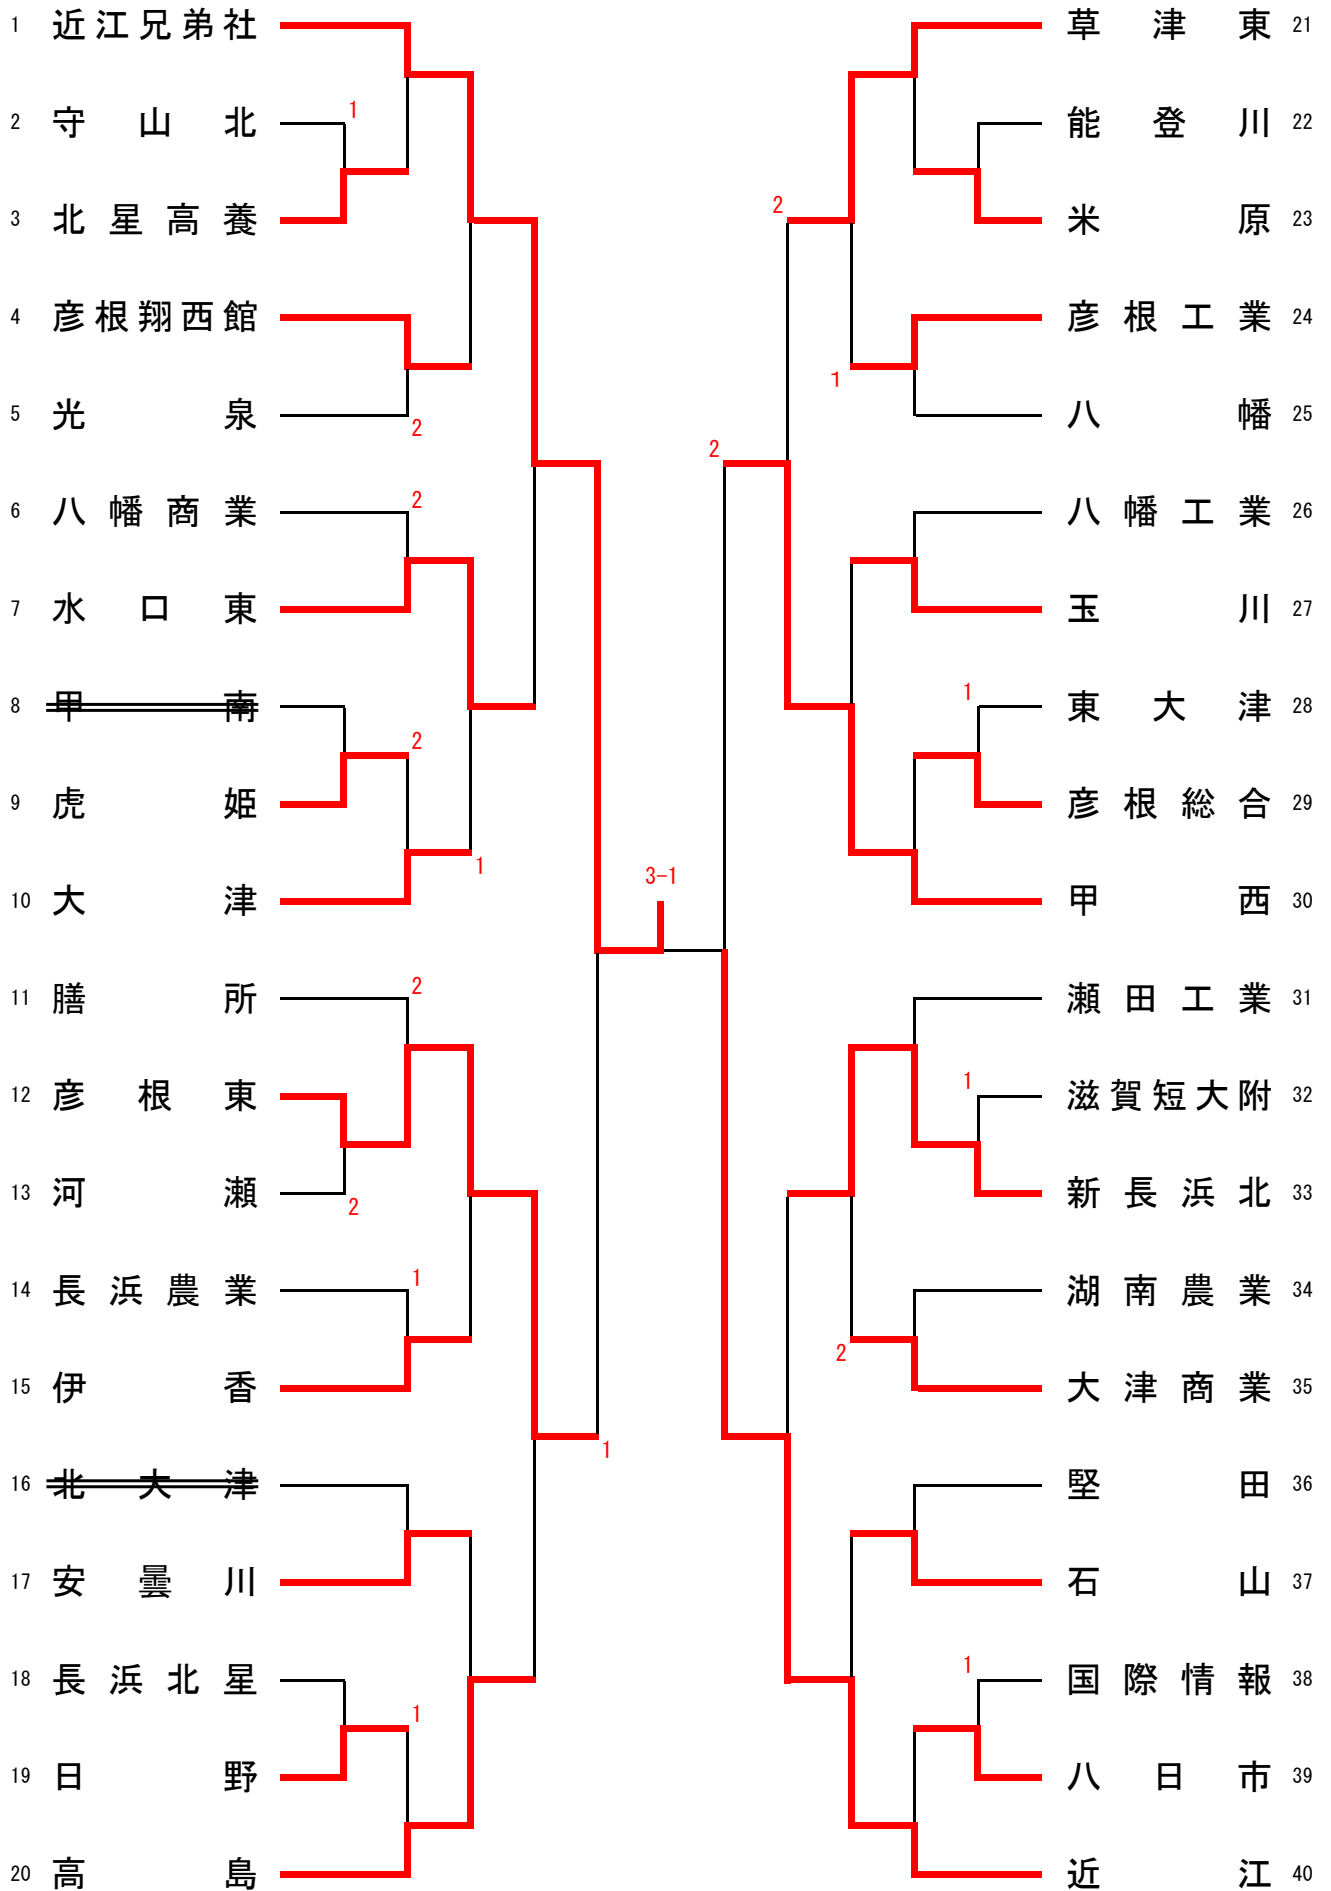 1 近江兄弟社
2 守山北 1
3 北星高養
4 彦根翔西館
5 光泉 2
6 八幡商業 2
7 水口東
8 甲南
9 虎姫 2
10 大津 1
11 膳所 2
12 彦根東
13 河瀬 2
14 長浜農業 1
15 伊香
1
16 北大津
17 安曇川
18 長浜北星
19 日野 1
20 高島
3-1
草津東 21
能登川 22
2 米原 23
彦根工業 24
1
八幡 25
2
八幡工業 26
玉川 27
1 東大津 28
彦根総合 29
甲西 30
瀬田工業 31
1 滋賀短大附 32
新長浜北 33
湖南農業 34
2
大津商業 35
堅田 36
石山 37
1 国際情報 38
八日市 39
近江 40